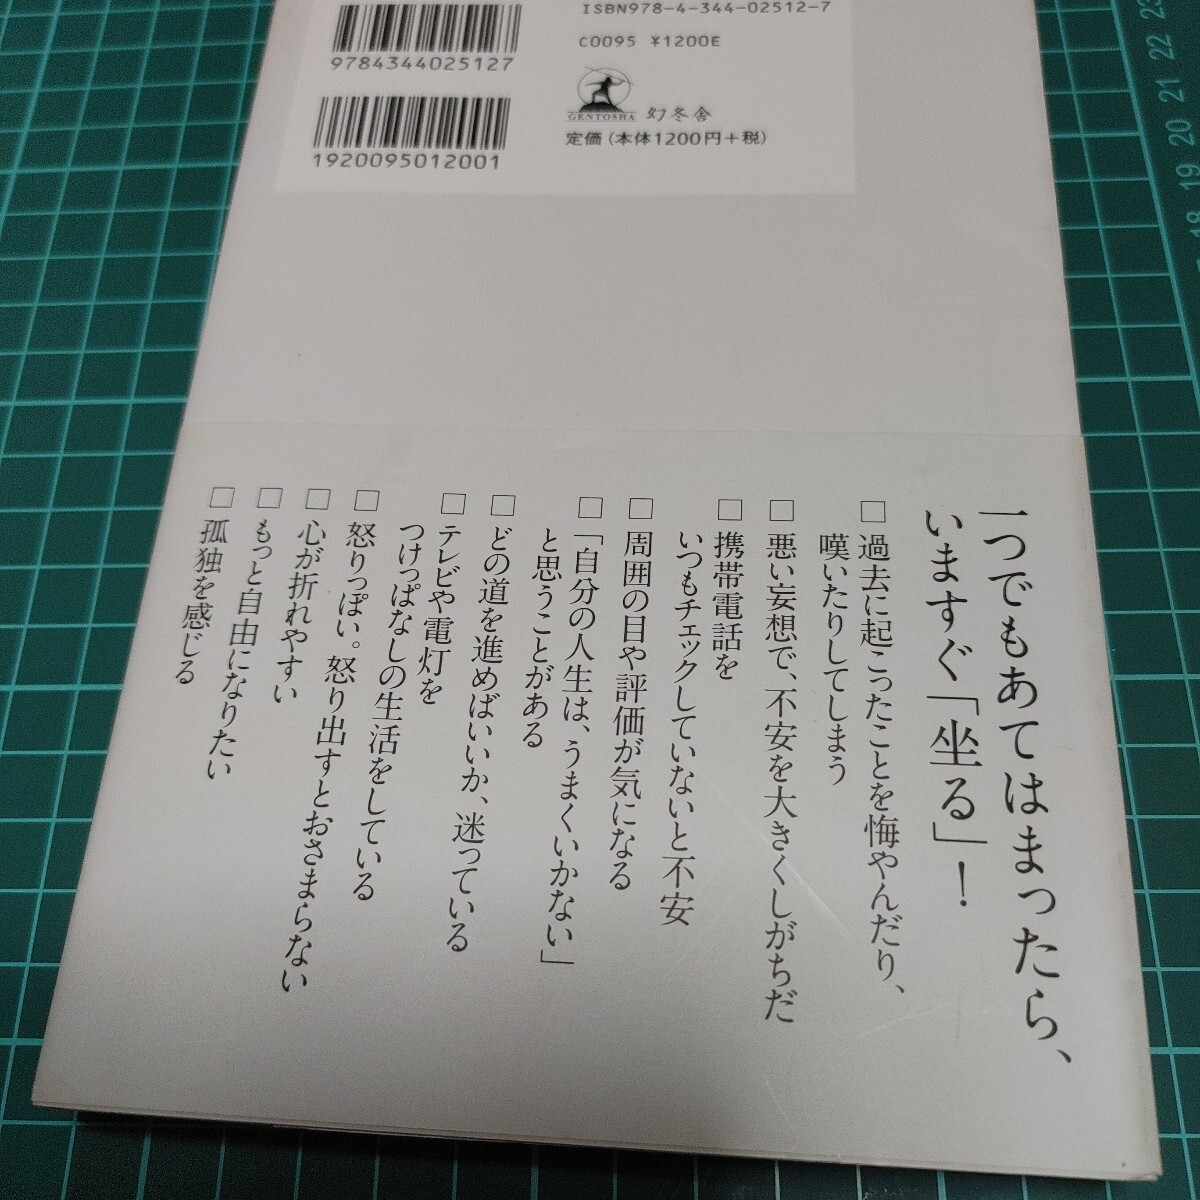 ISBN978-4-344-02512-7
C0095 ¥1200E
9784344025127
GENTOSHA 幻冬舎
定価(本体1200円+税)
1920095012001
一つでもあてはまったら、
いますぐ「坐る」!
□過去に起こったことを悔やんだり、
嘆いたりしてしまう
□悪い妄想で、不安を大きくしがちだ
□携帯電話を
いつもチェックしていないと不安
□周囲の目や評価が気になる
□「自分の人生は、うまくいかない」
と思うことがある
□どの道を進めばいいか、迷っている
□テレビや電灯を
つけっぱなしの生活をしている
□怒りっぽい。怒り出すとおさまらない
□心が折れやすい
□もっと自由になりたい
□孤独を感じる
23
22
21
20
19
18